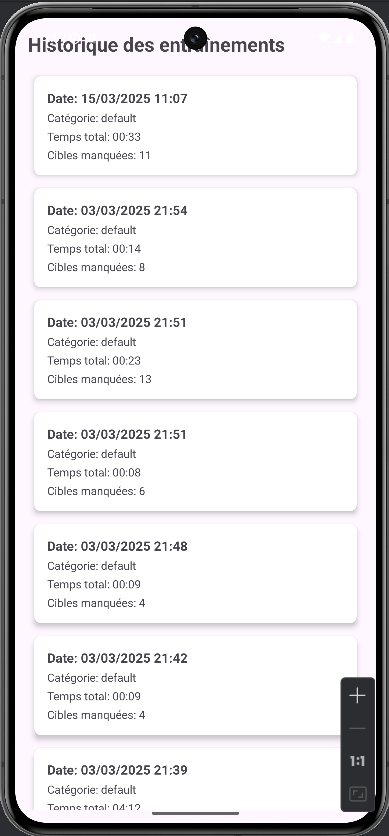 Historique des entraînements
Date: 15/03/2025 11:07
Catégorie: default
Temps total: 00:33
Cibles manquées: 11
Date: 03/03/2025 21:54
Catégorie: default
Temps total: 00:14
Cibles manquées: 8
Date: 03/03/2025 21:51
Catégorie: default
Temps total: 00:23
Cibles manquées: 13
Date: 03/03/2025 21:51
Catégorie: default
Temps total: 00:08
Cibles manquées: 6
Date: 03/03/2025 21:48
Catégorie: default
Temps total: 00:09
Cibles manquées: 4
Date: 03/03/2025 21:42
Catégorie: default
Temps total: 00:09
Cibles manquées: 4
1:1
Date: 03/03/2025 21:39
Catégorie: default
Temps total: 04:12